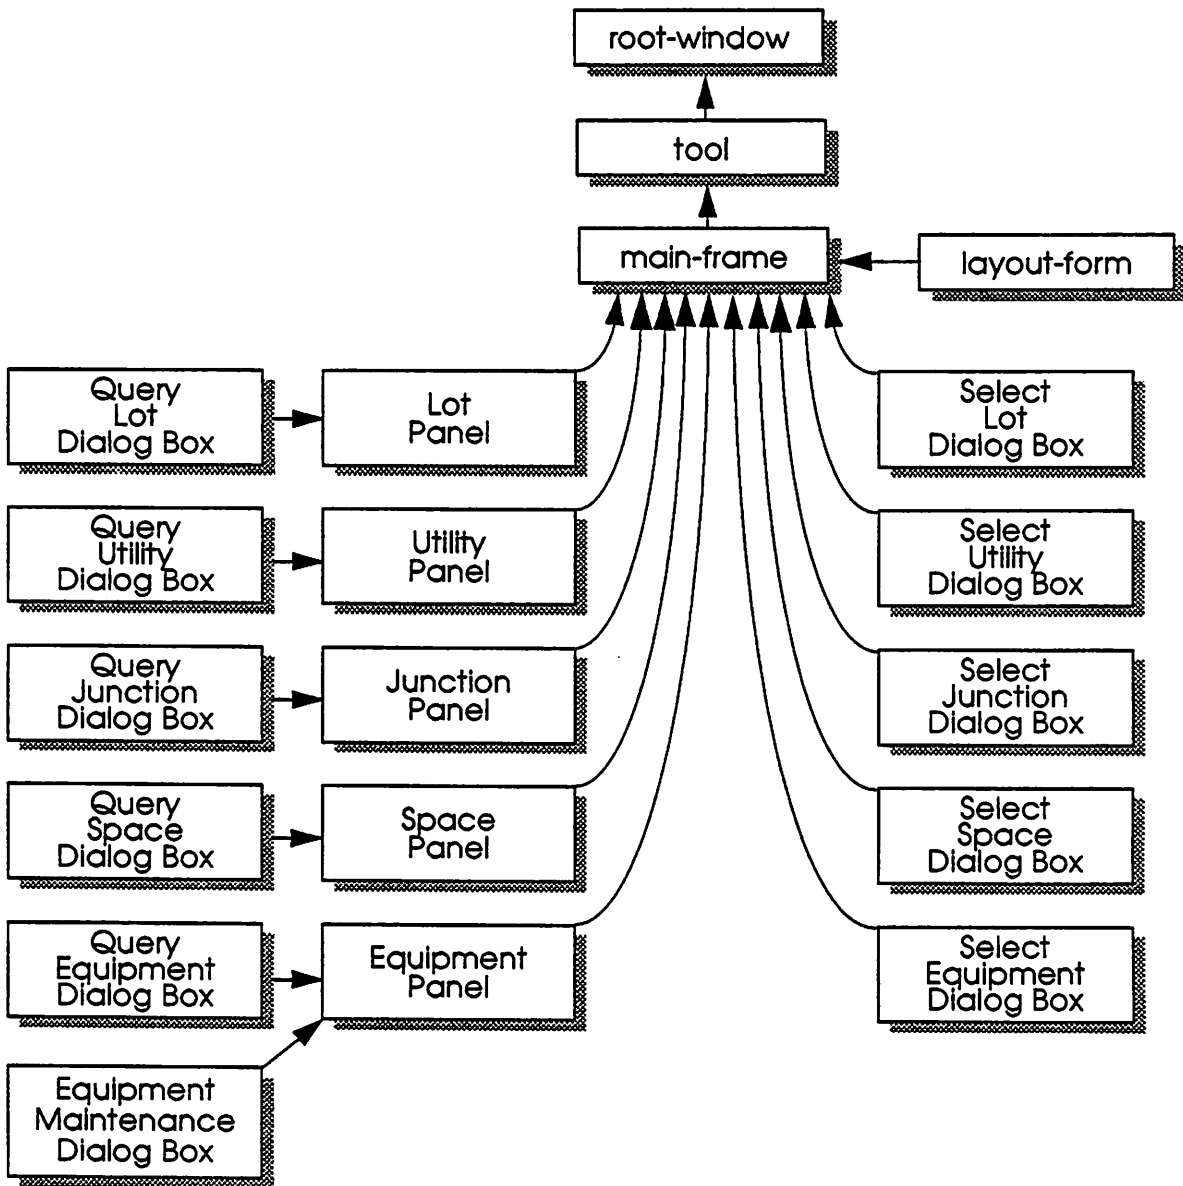 root-window
tool
main-frame
layout-form
Query
Lot
Dialog Box
Lot
Panel
Select
Lot
Dialog Box
Query
Utility
Dialog Box
Utility
Panel
Select
Utility
Dialog Box
Query
Junction
Dialog Box
Junction
Panel
Select
Junction
Dialog Box
Query
Space
Dialog Box
Space
Panel
Select
Space
Dialog Box
Query
Equipment
Dialog Box
Equipment
Panel
Select
Equipment
Dialog Box
Equipment
Maintenance
Dialog Box